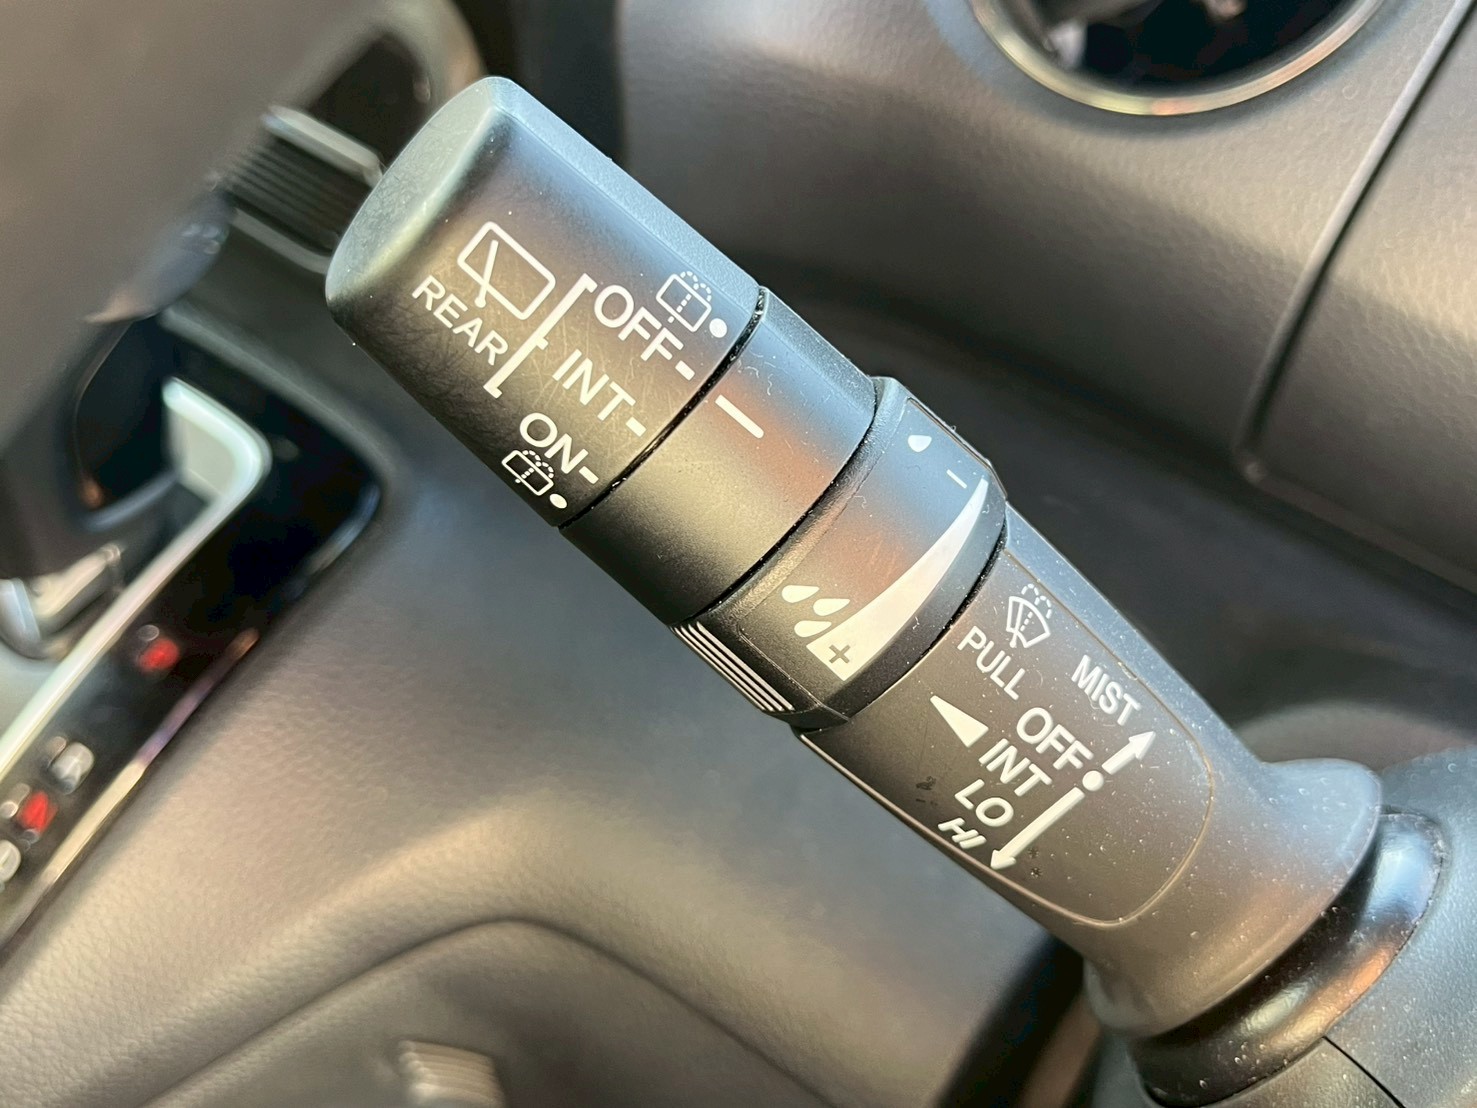 REAR
OFF
INT
ON
−
+
PULL
MIST
OFF
INT
LO
HI